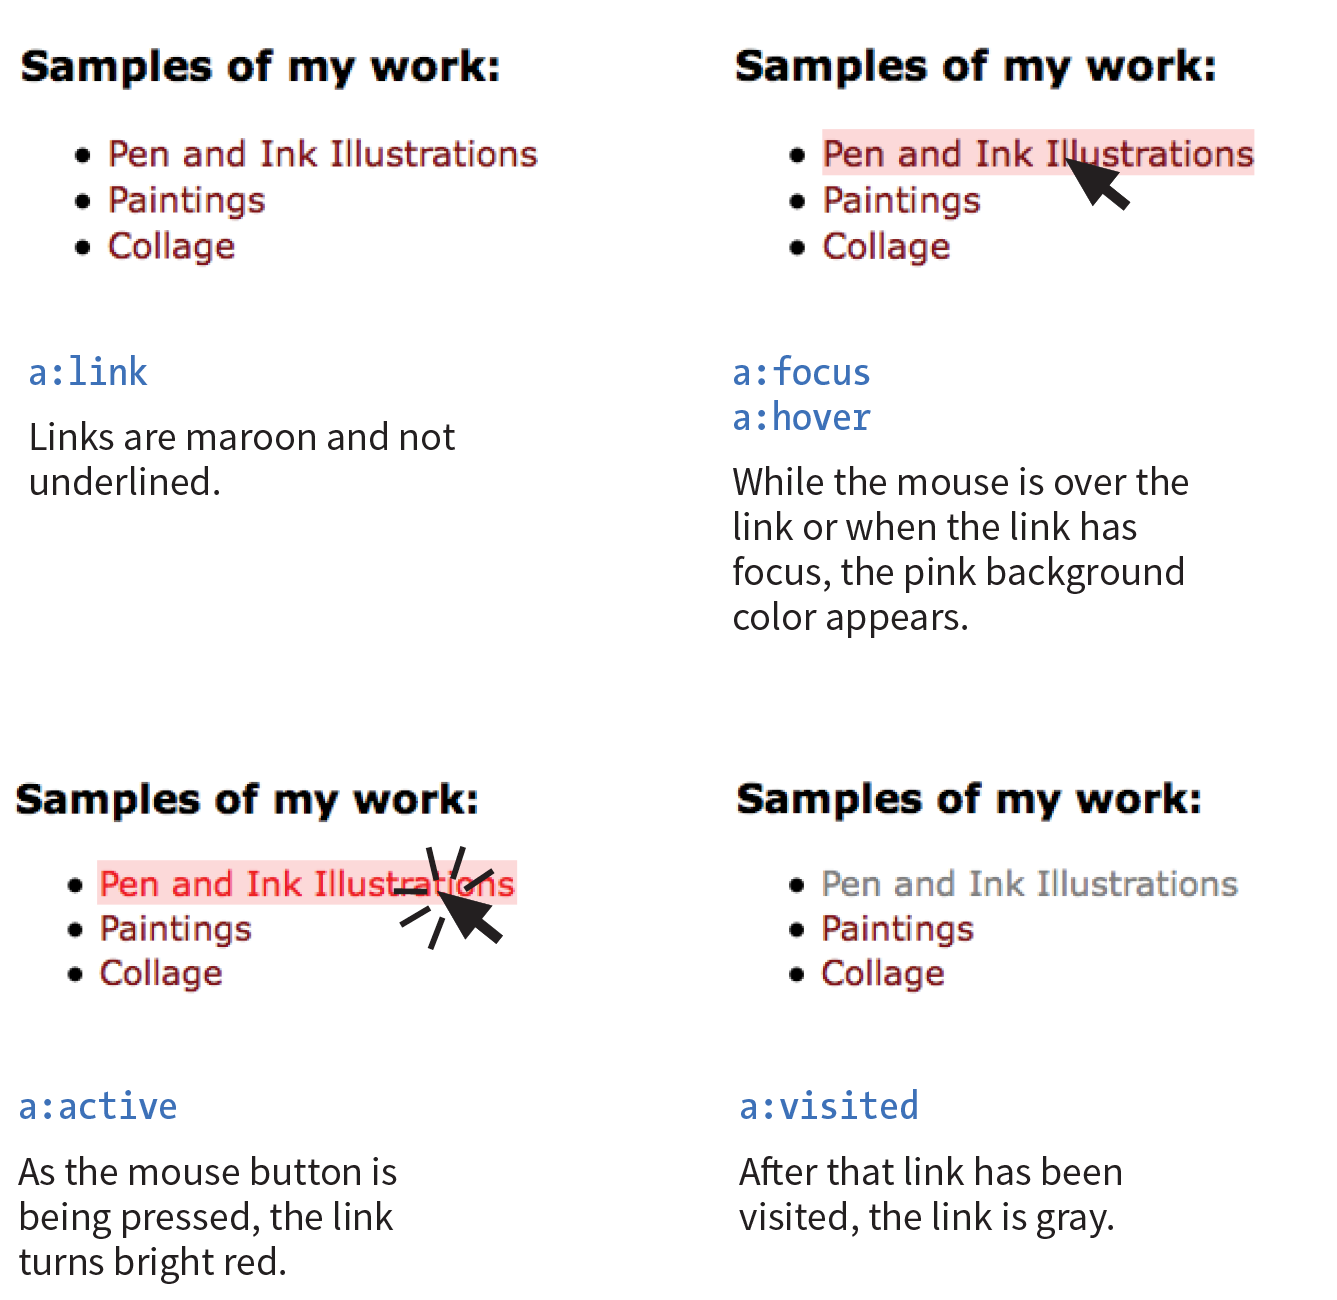 Samples of my work:
Pen and Ink Illustrations
Paintings
Collage
a:link
Links are maroon and not
underlined.
Samples of my work:
Pen and Ink Illustrations
Paintings
Collage
a:focus
a:hover
While the mouse is over the
link or when the link has
focus, the pink background
color appears.
Samples of my work:
Pen and Ink Illustrations
Paintings
Collage
a:active
As the mouse button is
being pressed, the link
turns bright red.
Samples of my work:
Pen and Ink Illustrations
Paintings
Collage
a:visited
After that link has been
visited, the link is gray.